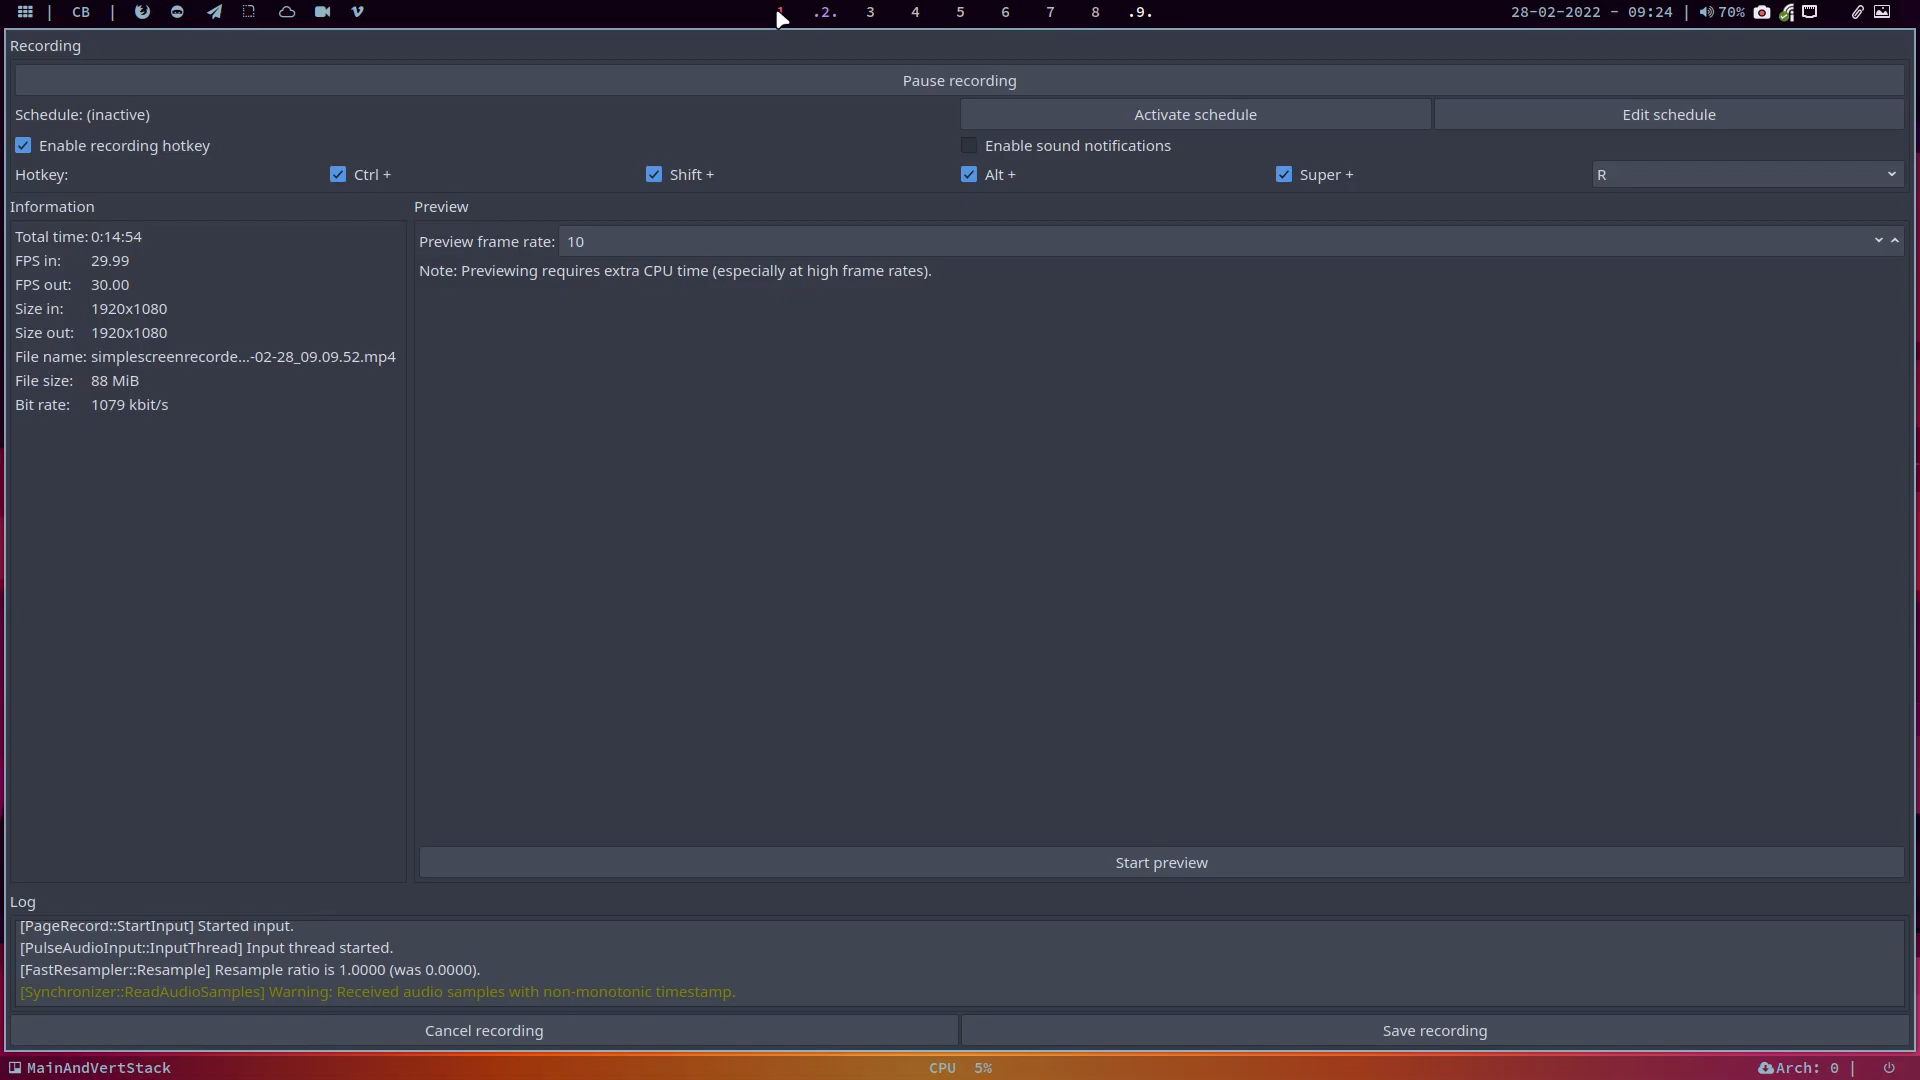 | CB |
1 .2. 3 4 5 6 7 8 .9.
28-02-2022 - 09:24 | 70%
Recording
Pause recording
Schedule: (inactive)
Activate schedule
Edit schedule
Enable recording hotkey
Enable sound notifications
Hotkey:
Ctrl +
Shift +
Alt +
Super +
R
Information
Total time: 0:14:54
FPS in: 29.99
FPS out: 30.00
Size in: 1920x1080
Size out: 1920x1080
File name: simplescreenrecorde...-02-28_09.09.52.mp4
File size: 88 MiB
Bit rate: 1079 kbit/s
Preview
Preview frame rate: 10
Note: Previewing requires extra CPU time (especially at high frame rates).
Start preview
Log
[PageRecord::StartInput] Started input.
[PulseAudioInput::InputThread] Input thread started.
[FastResampler::Resample] Resample ratio is 1.0000 (was 0.0000).
[Synchronizer::ReadAudioSamples] Warning: Received audio samples with non-monotonic timestamp.
Cancel recording
Save recording
MainAndVertStack
CPU 5%
Arch: 0 |